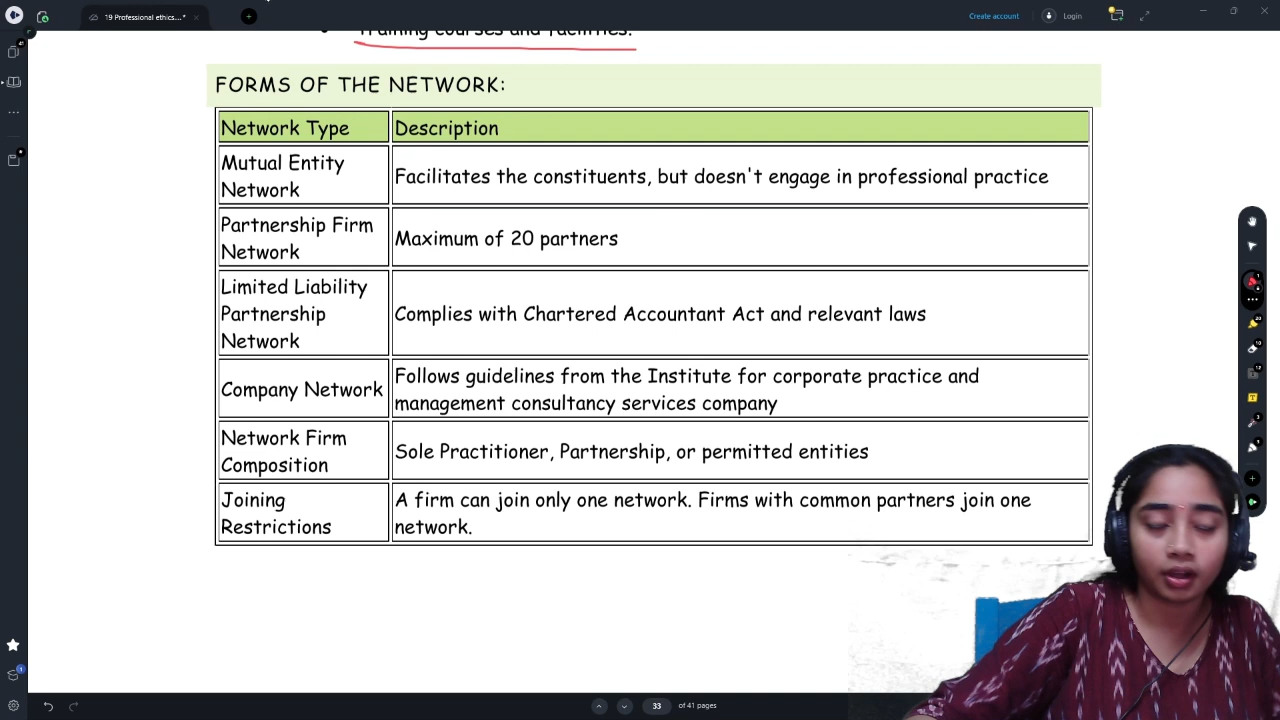 19 Professional ethics....*
Create account
Login
Training courses and facilities.
FORMS OF THE NETWORK:
Network Type
Description
Mutual Entity
Network
Facilitates the constituents, but doesn't engage in professional practice
Partnership Firm
Network
Maximum of 20 partners
Limited Liability
Partnership
Network
Complies with Chartered Accountant Act and relevant laws
Company Network
Follows guidelines from the Institute for corporate practice and
management consultancy services company
Network Firm
Composition
Sole Practitioner, Partnership, or permitted entities
Joining
Restrictions
A firm can join only one network. Firms with common partners join one
network.
33
of 41 pages